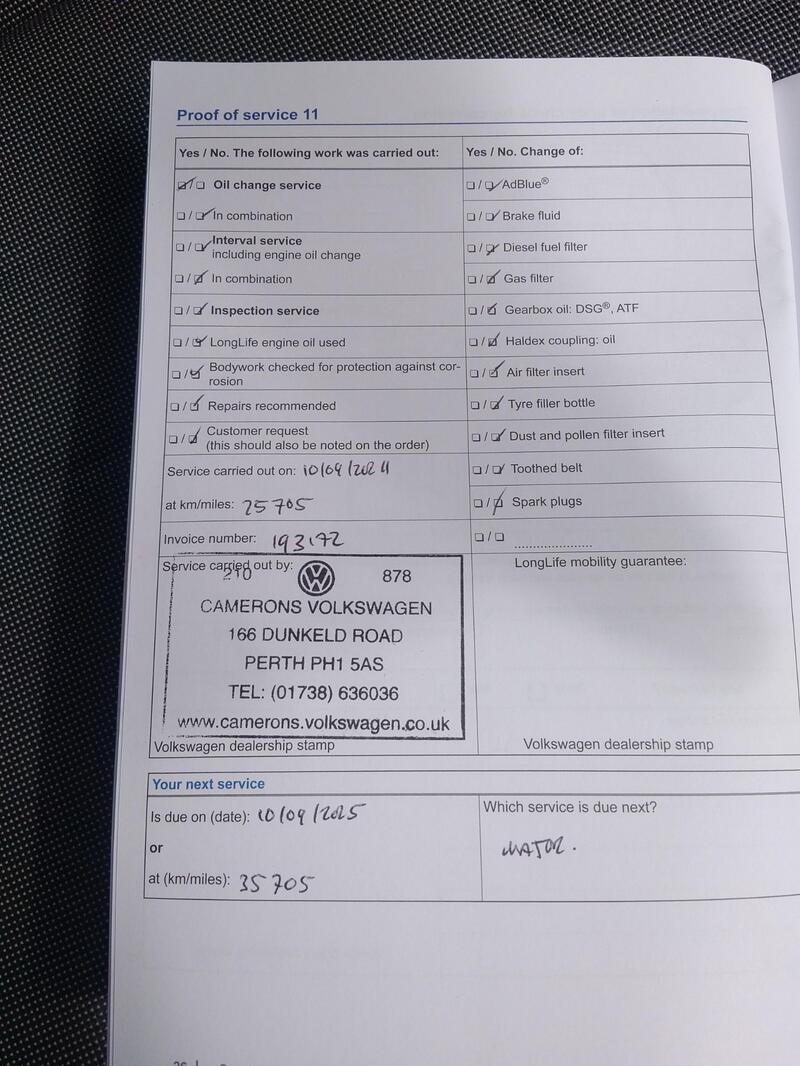 Proof of service 11
Yes / No. The following work was carried out:
Yes / No. Change of:
Oil change service
/ In combination
/ Interval service
including engine oil change
/ In combination
/ Inspection service
/ LongLife engine oil used
/ Bodywork checked for protection against cor-
rosion
/ Repairs recommended
/ Customer request
(this should also be noted on the order)
/ AdBlue®
/ Brake fluid
/ Diesel fuel filter
/ Gas filter
/ Gearbox oil: DSG®, ATF
/ Haldex coupling: oil
/ Air filter insert
/ Tyre filler bottle
/ Dust and pollen filter insert
/ Toothed belt
/ Spark plugs
/ ......................
Service carried out on: 10/09/2024
at km/miles: 25705
Invoice number: 193172
Service carried out by:
210 878
CAMERONS VOLKSWAGEN
166 DUNKELD ROAD
PERTH PH1 5AS
TEL: (01738) 636036
www.camerons.volkswagen.co.uk
Volkswagen dealership stamp
LongLife mobility guarantee:
Volkswagen dealership stamp
Your next service
Is due on (date): 10/09/2025
or
at (km/miles): 35705
Which service is due next?
MAJOR.